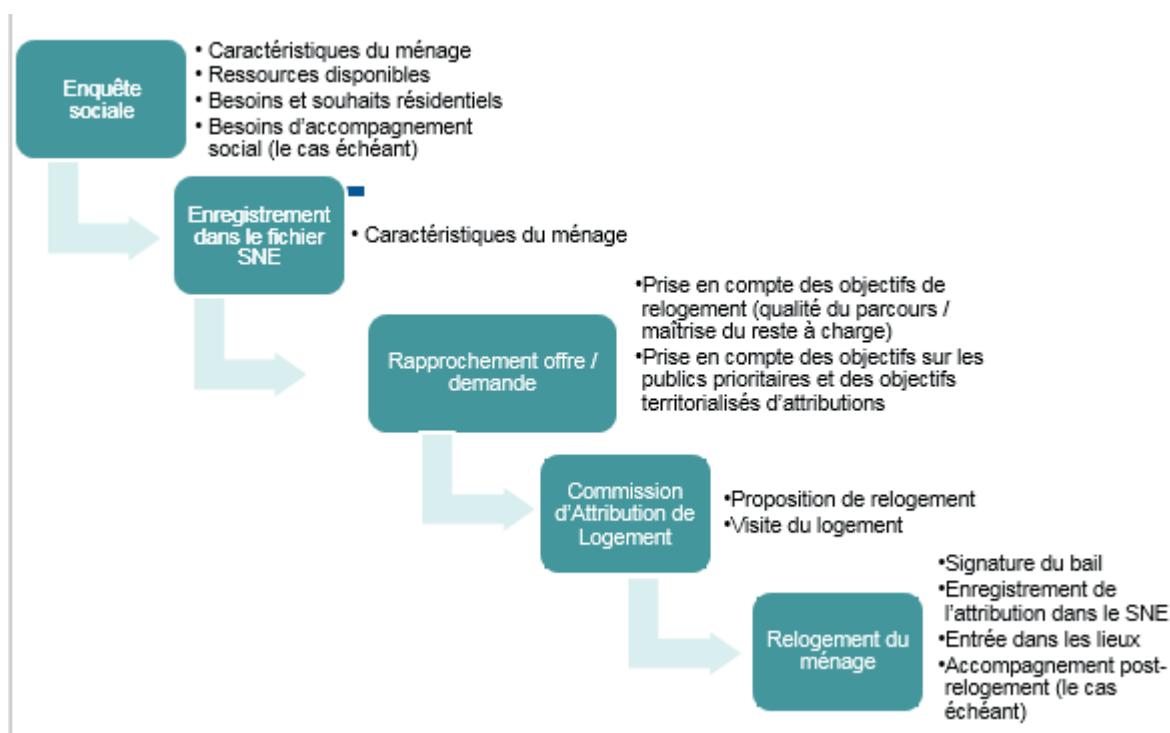 Enquête
sociale
• Caractéristiques du ménage
• Ressources disponibles
• Besoins et souhaits résidentiels
• Besoins d'accompagnement
social (le cas échéant)
Enregistrement
dans le fichier
SNE
• Caractéristiques du ménage
Rapprochement offre /
demande
•Prise en compte des objectifs de
relogement (qualité du parcours /
maîtrise du reste à charge)
•Prise en compte des objectifs sur les
publics prioritaires et des objectifs
territorialisés d'attributions
Commission
d'Attribution de
Logement
•Proposition de relogement
•Visite du logement
Relogement du
ménage
•Signature du bail
•Enregistrement de
l'attribution dans le SNE
•Entrée dans les lieux
•Accompagnement post-
relogement (le cas
échéant)